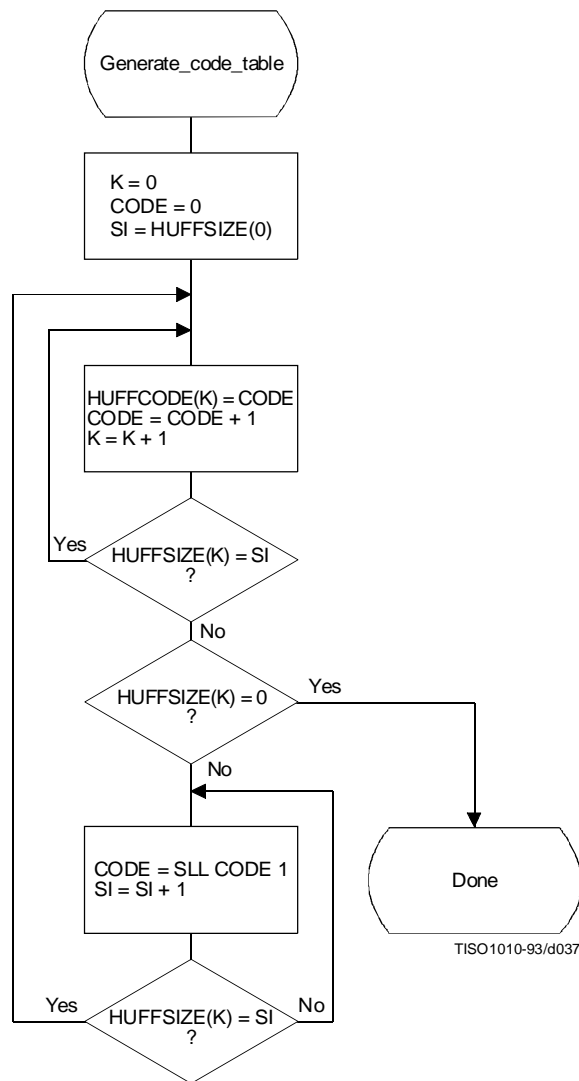 Generate_code_table
K = 0
CODE = 0
SI = HUFFSIZE(0)
HUFFCODE(K) = CODE
CODE = CODE + 1
K = K + 1
Yes
HUFFSIZE(K) = SI
?
No
HUFFSIZE(K) = 0
?
Yes
No
CODE = SLL CODE 1
SI = SI + 1
Done
TISO1010-93/d037
Yes
HUFFSIZE(K) = SI
?
No